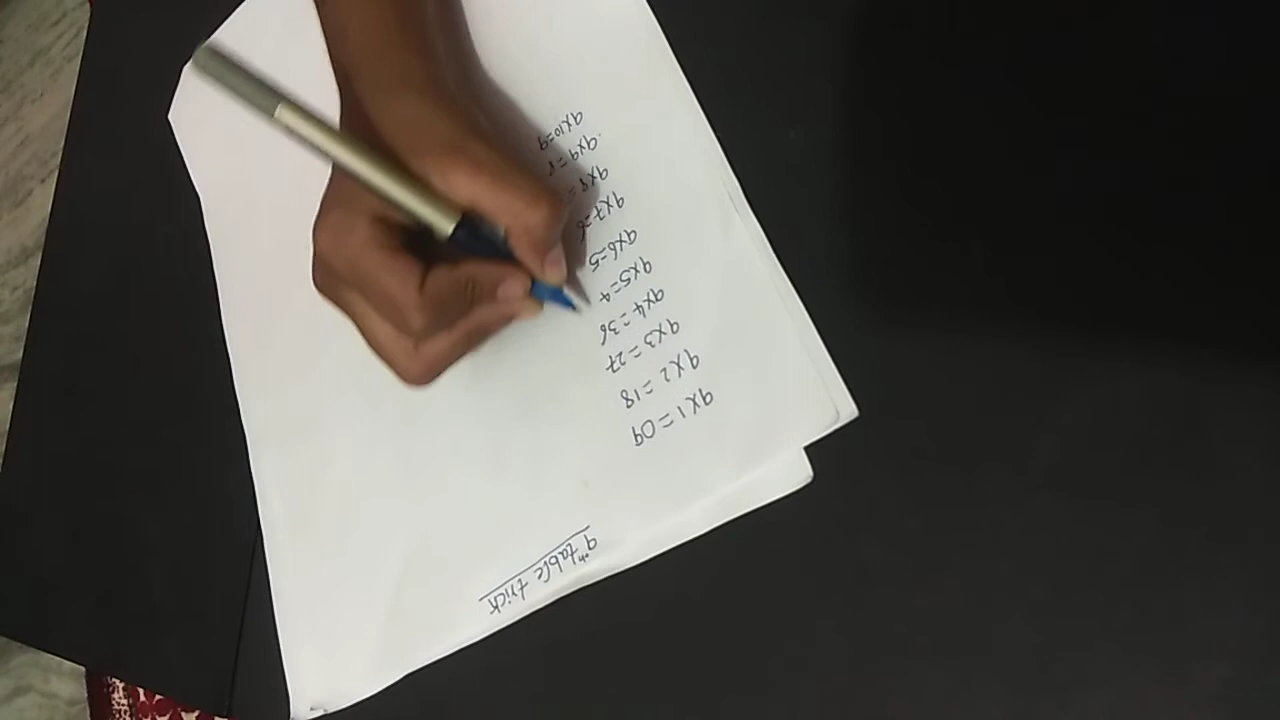 9th table trick
9x1=09
9x2=18
9x3=27
9x4=36
9x5=4
9x6=5
9x7=6
9x8=
9x9=8
9x10=9